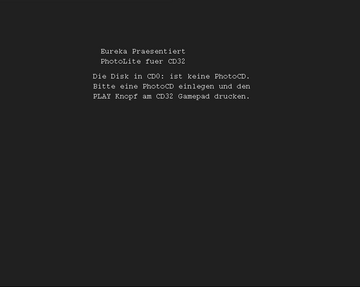 Eureka Praesentiert
PhotoLite fuer CD32
Die Disk in CD0: ist keine PhotoCD.
Bitte eine PhotoCD einlegen und den
PLAY Knopf am CD32 Gamepad drucken.